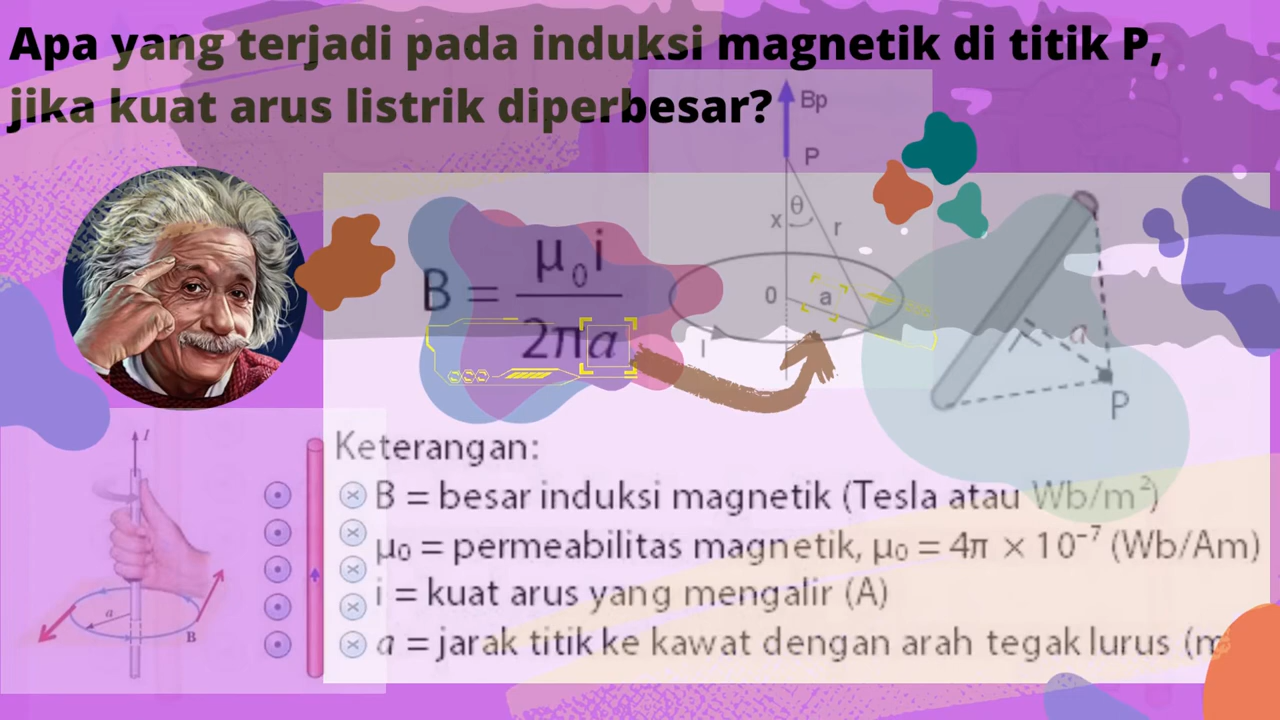 Apa yang terjadi pada induksi magnetik di titik P,
jika kuat arus listrik diperbesar?
Bp
P
θ
x
r
0
a
I
B = μ₀i / 2πa
a
P
I
a
B
Keterangan:
B = besar induksi magnetik (Tesla atau Wb/m²)
μ₀ = permeabilitas magnetik, μ₀ = 4π × 10⁻⁷ (Wb/Am)
i = kuat arus yang mengalir (A)
a = jarak titik ke kawat dengan arah tegak lurus (m